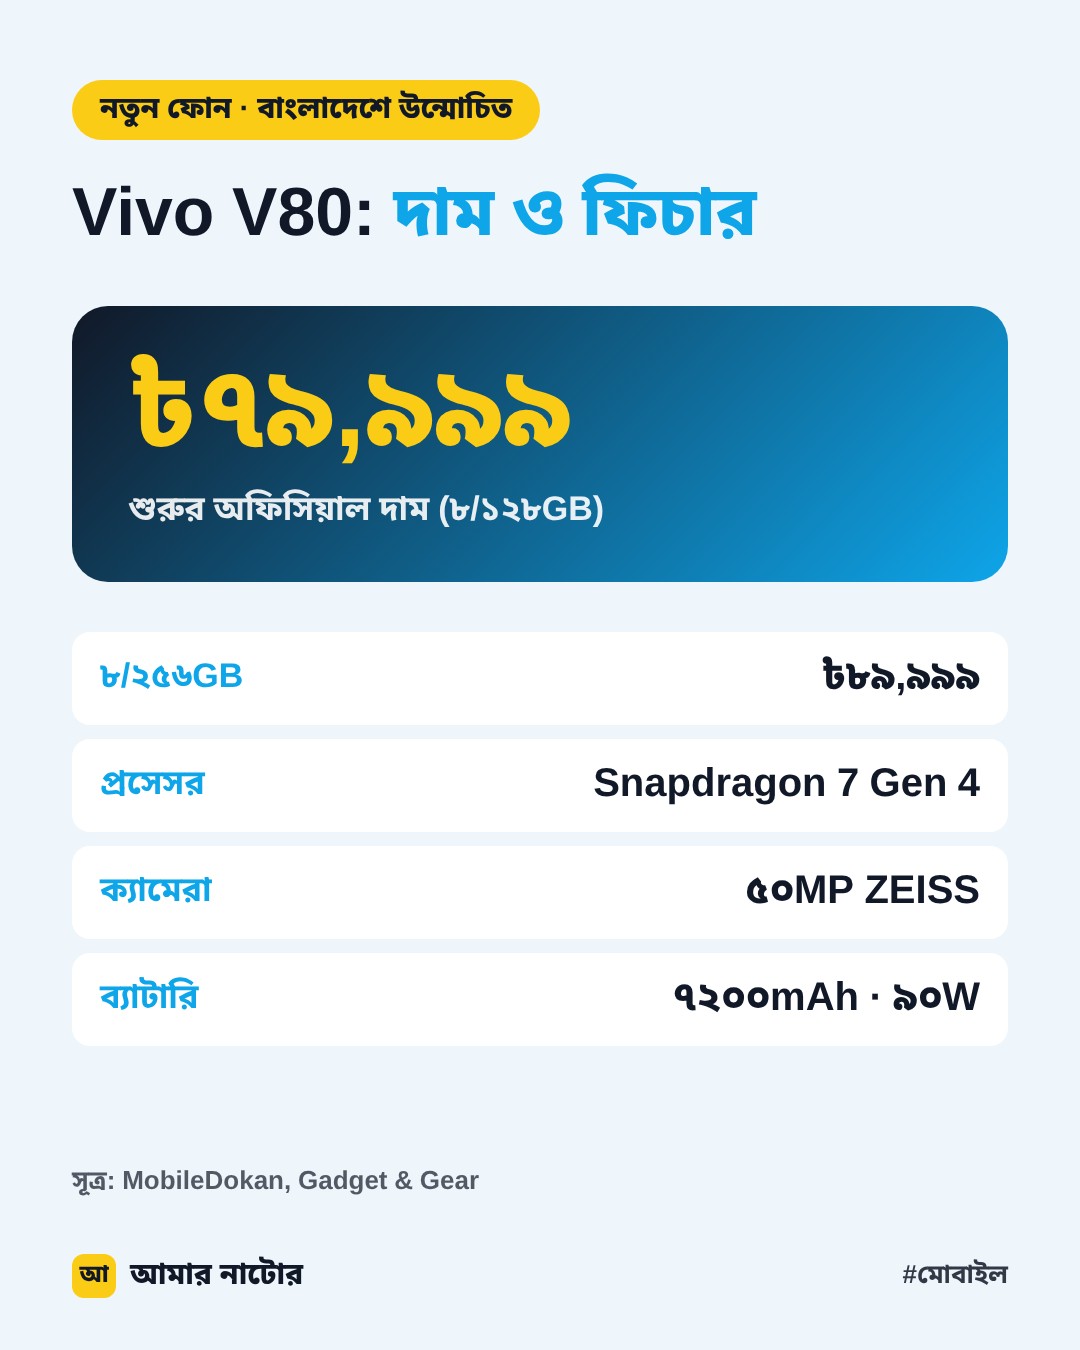 নতুন ফোন · বাংলাদেশে উন্মোচিত
Vivo V80: দাম ও ফিচার
৳৭৯,৯৯৯
শুরুর অফিসিয়াল দাম (৮/১২৮GB)
৮/২৫৬GB ৳৮৯,৯৯৯
প্রসেসর Snapdragon 7 Gen 4
ক্যামেরা ৫০MP ZEISS
ব্যাটারি ৭২০০mAh · ৯০W
সূত্র: MobileDokan, Gadget & Gear
আ আমার নাটোর #মোবাইল